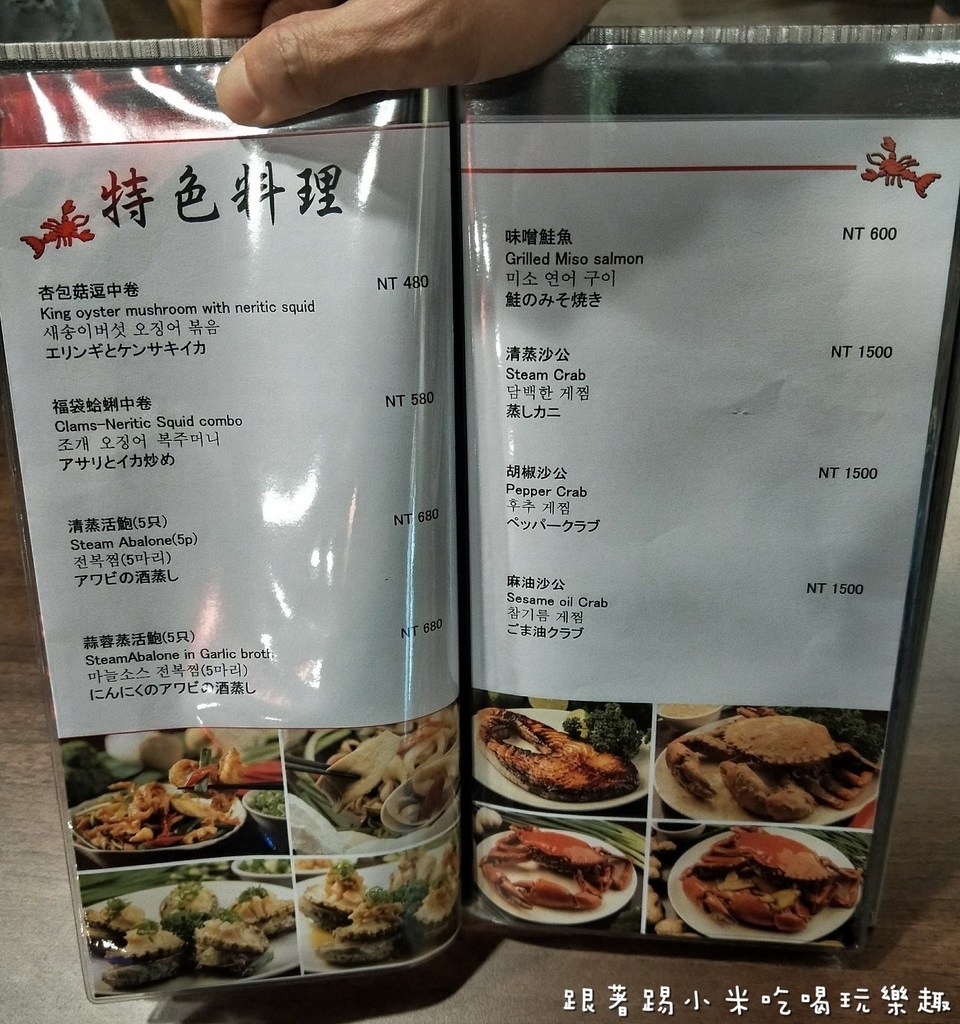 特色料理
杏包菇逗中卷 NT 480
King oyster mushroom with neritic squid
새송이버섯 오징어 볶음
エリンギとケンサキイカ
福袋蛤蜊中卷 NT 580
Clams-Neritic Squid combo
조개 오징어 복주머니
アサリとイカ炒め
清蒸活鮑(5只) NT 680
Steam Abalone(5p)
전복찜(5마리)
アワビの酒蒸し
蒜蓉蒸活鮑(5只) NT 680
SteamAbalone in Garlic broth
마늘소스 전복찜(5마리)
にんにくのアワビの酒蒸し
味噌鮭魚 NT 600
Grilled Miso salmon
미소 연어 구이
鮭のみそ焼き
清蒸沙公 NT 1500
Steam Crab
담백한 게찜
蒸しカニ
胡椒沙公 NT 1500
Pepper Crab
후추 게찜
ペッパークラブ
麻油沙公 NT 1500
Sesame oil Crab
참기름 게찜
ごま油クラブ
跟著踢小米吃喝玩樂趣